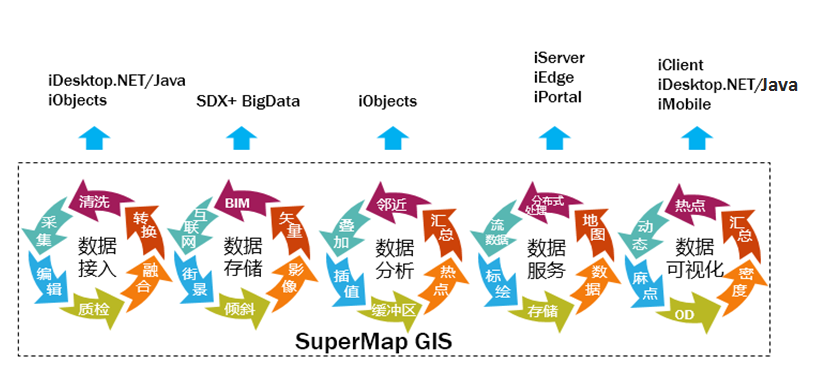 iDesktop.NET/Java
iObjects
SDX+ BigData
iObjects
iServer
iEdge
iPortal
iClient
iDesktop.NET/Java
iMobile
清洗
转换
融合
质检
编辑
采集
数据
接入
BIM
矢量
影像
倾斜
街景
互联网
数据
存储
邻近
汇总
热点
缓冲区
插值
叠加
数据
分析
分布式
处理
地图
数据
存储
标绘
流
数据
数据
服务
热点
汇总
密度
OD
麻点
动态
数据
可视化
SuperMap GIS